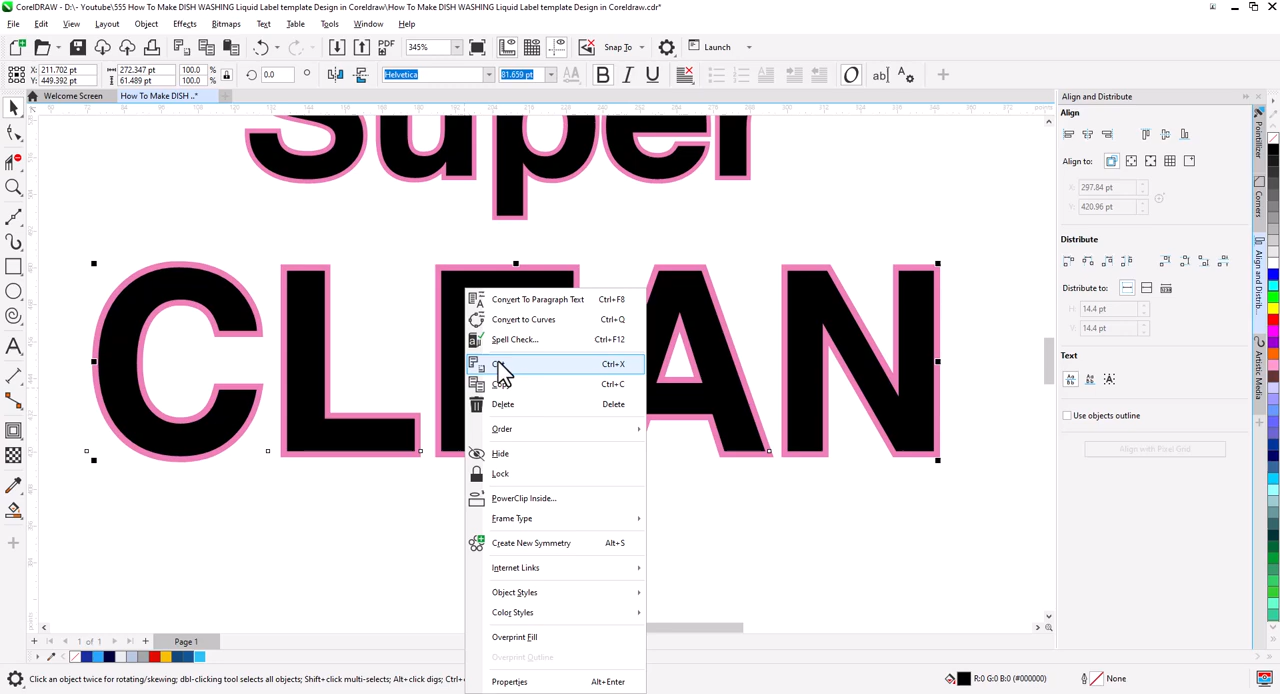 CorelDRAW - D:\- Youtube\555 How To Make DISH WASHING Liquid Label template Design in Coreldraw\How To Make DISH WASHING Liquid Label template Design in Coreldraw.cdr*
File Edit View Layout Object Effects Bitmaps Text Table Tools Window Help
PDF 345% Snap To Launch
X: 211.702 pt 272.347 pt 100.0 % 0.0 Helvetica 81.659 pt
Y: 449.392 pt 61.489 pt 100.0 %
Welcome Screen How To Make DISH ..*
points
Super
CLEAN
Convert To Paragraph Text Ctrl+F8
Convert to Curves Ctrl+Q
Spell Check... Ctrl+F12
Ctrl+X
Ctrl+C
Delete Delete
Order
Hide
Lock
PowerClip Inside...
Frame Type
Create New Symmetry Alt+S
Internet Links
Object Styles
Color Styles
Overprint Fill
Overprint Outline
Properties Alt+Enter
Align and Distribute
Align
Align to:
X: 297.84 pt
Y: 420.96 pt
Distribute
Distribute to:
H: 14.4 pt
V: 14.4 pt
Text
Use objects outline
Align with Pixel Grid
Pointillizer
Corners
Align and Distrib...
Artistic Media
1 of 1 Page 1
Click an object twice for rotating/skewing; dbl-clicking tool selects all objects; Shift+click multi-selects; Alt+click digs; Ctrl+
R:0 G:0 B:0 (#000000) None